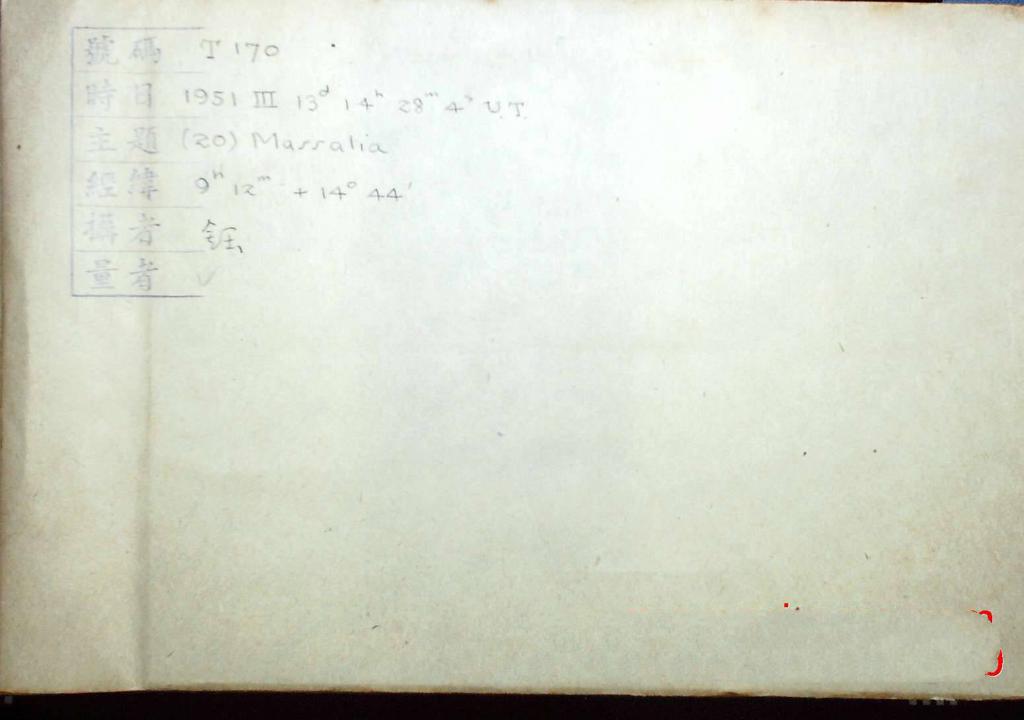 號碼 T 170
時日 1951 III 13d 14h 28m 4s U.T.
主題 (20) Massalia
經緯 9h 12m + 14° 44'
攝者 鈺
量者 ✓